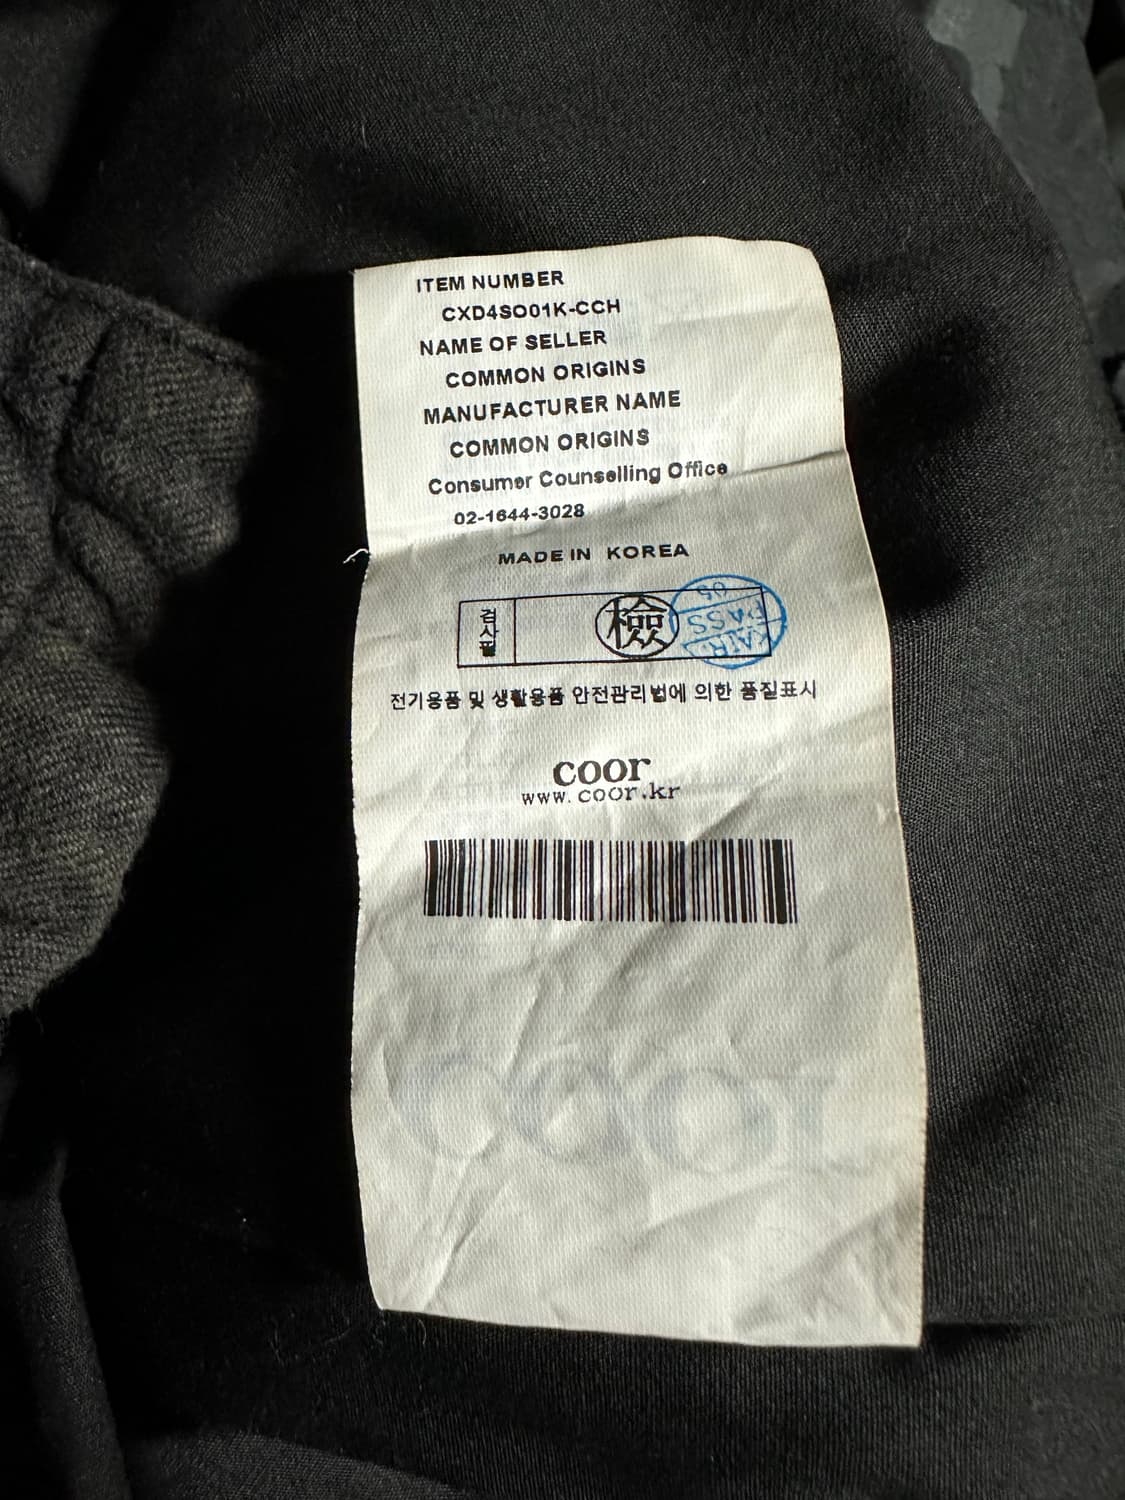 ITEM NUMBER
CXD4SO01K-CCH
NAME OF SELLER
COMMON ORIGINS
MANUFACTURER NAME
COMMON ORIGINS
Consumer Counselling Office
02-1644-3028
MADE IN KOREA
검사필
檢
05
PASS
전기용품 및 생활용품 안전관리법에 의한 품질표시
coor
www.coor.kr
coor